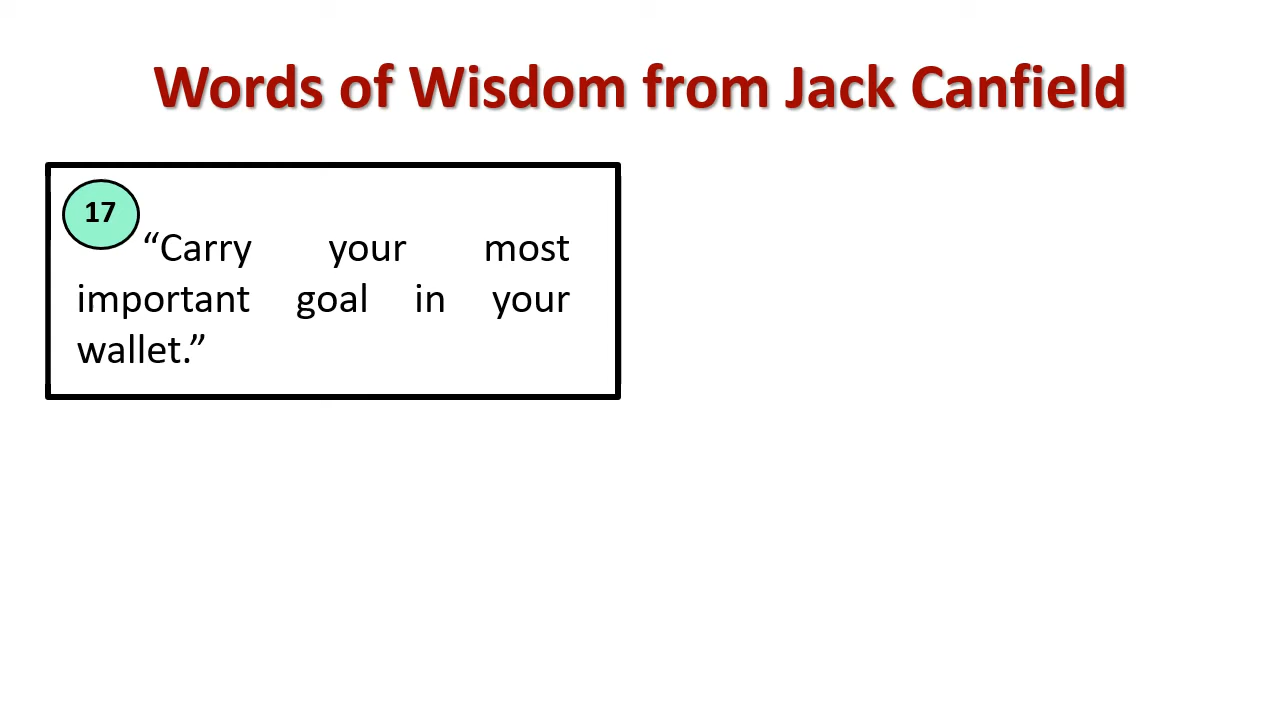 Words of Wisdom from Jack Canfield
17
“Carry your most
important goal in your
wallet.”